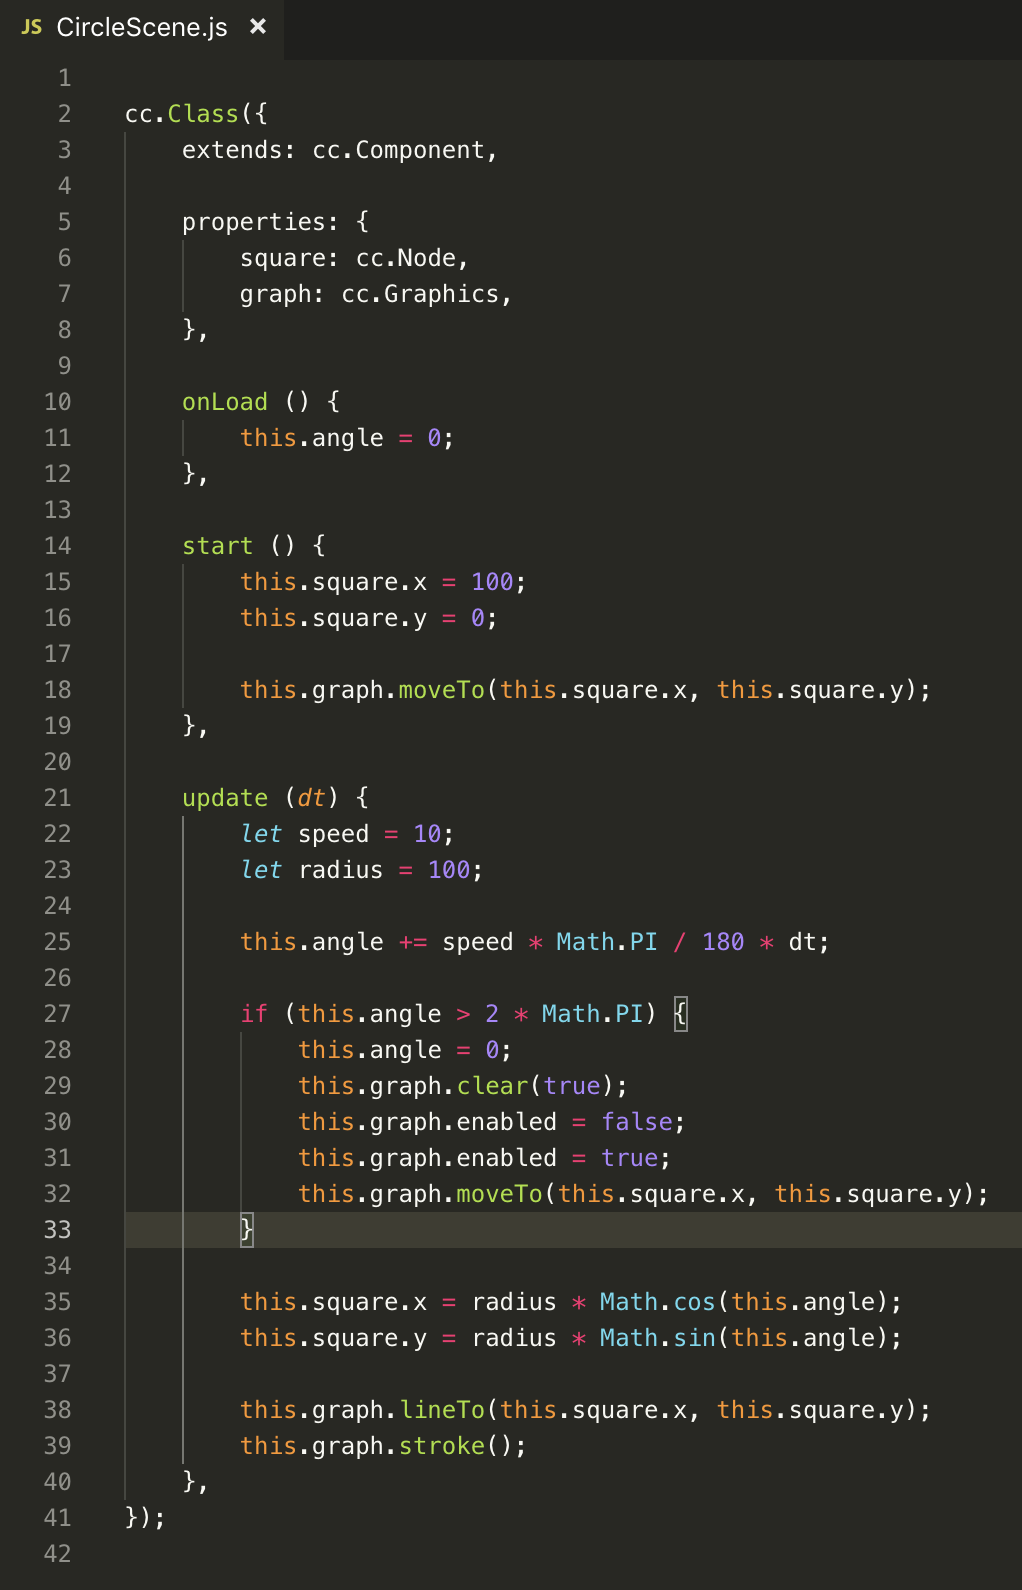 JS CircleScene.js ×
1
2 cc.Class({
3 extends: cc.Component,
4
5 properties: {
6 square: cc.Node,
7 graph: cc.Graphics,
8 },
9
10 onLoad () {
11 this.angle = 0;
12 },
13
14 start () {
15 this.square.x = 100;
16 this.square.y = 0;
17
18 this.graph.moveTo(this.square.x, this.square.y);
19 },
20
21 update (dt) {
22 let speed = 10;
23 let radius = 100;
24
25 this.angle += speed * Math.PI / 180 * dt;
26
27 if (this.angle > 2 * Math.PI) {
28 this.angle = 0;
29 this.graph.clear(true);
30 this.graph.enabled = false;
31 this.graph.enabled = true;
32 this.graph.moveTo(this.square.x, this.square.y);
33 }
34
35 this.square.x = radius * Math.cos(this.angle);
36 this.square.y = radius * Math.sin(this.angle);
37
38 this.graph.lineTo(this.square.x, this.square.y);
39 this.graph.stroke();
40 },
41 });
42